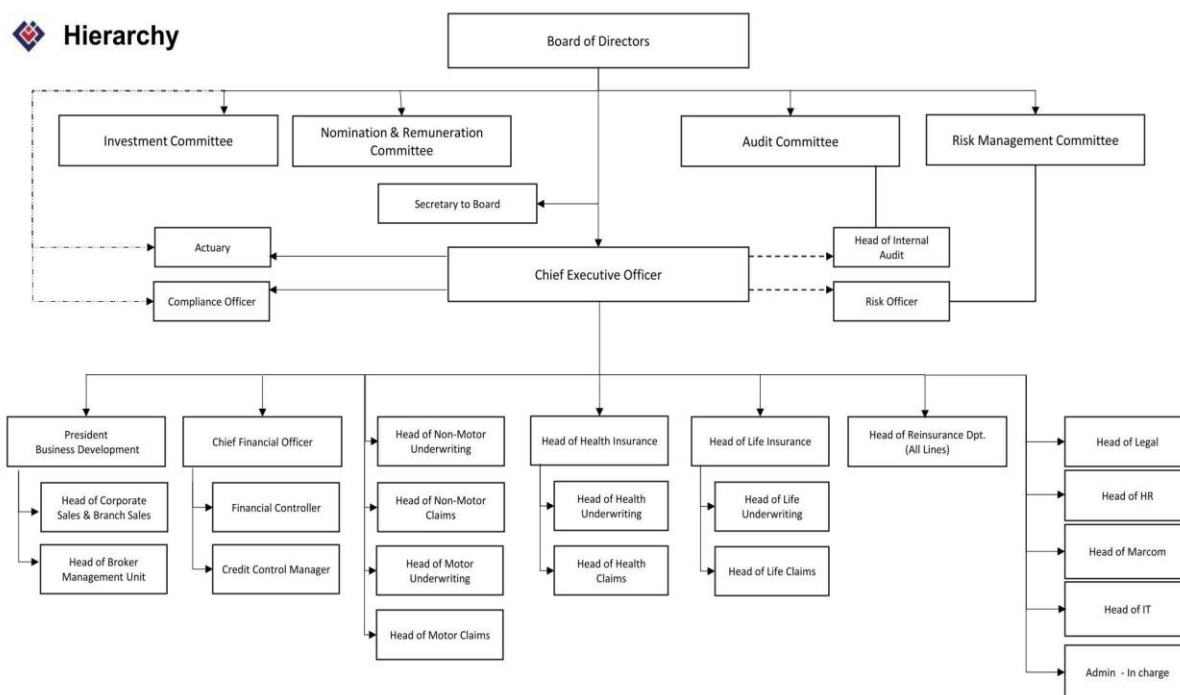 Hierarchy
Board of Directors
Investment Committee
Nomination & Remuneration
Committee
Audit Committee
Risk Management Committee
Secretary to Board
Actuary
Chief Executive Officer
Head of Internal
Audit
Compliance Officer
Risk Officer
President
Business Development
Chief Financial Officer
Head of Non-Motor
Underwriting
Head of Health Insurance
Head of Life Insurance
Head of Reinsurance Dpt.
(All Lines)
Head of Legal
Head of Corporate
Sales & Branch Sales
Financial Controller
Head of Non-Motor
Claims
Head of Health
Underwriting
Head of Life
Underwriting
Head of HR
Head of Broker
Management Unit
Credit Control Manager
Head of Motor
Underwriting
Head of Health
Claims
Head of Life Claims
Head of Marcom
Head of Motor Claims
Head of IT
Admin - In charge